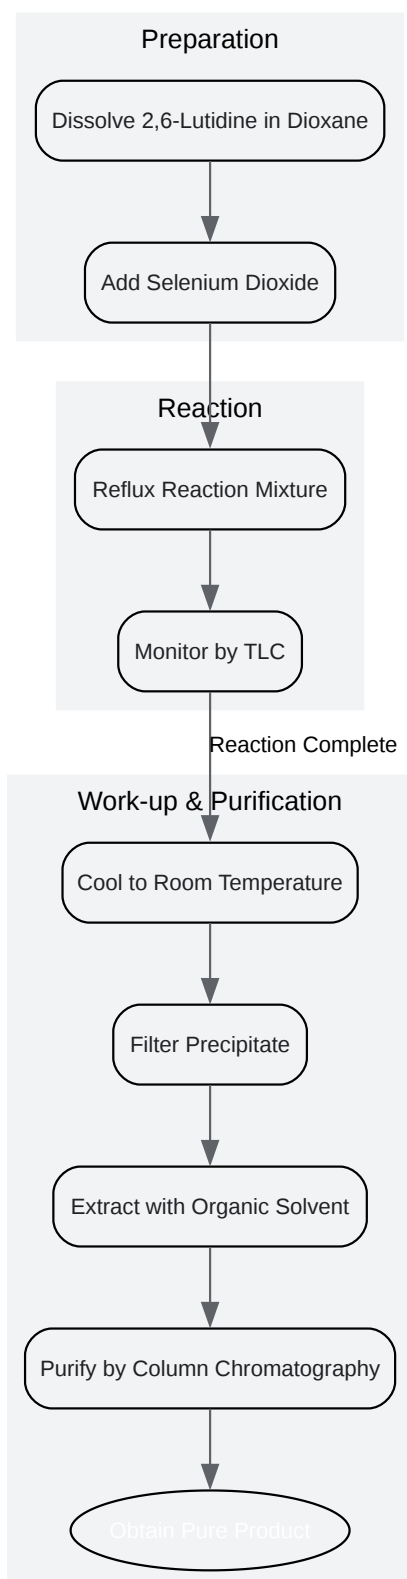 Preparation
Dissolve 2,6-Lutidine in Dioxane
Add Selenium Dioxide
Reaction
Reflux Reaction Mixture
Monitor by TLC
Reaction Complete
Work-up & Purification
Cool to Room Temperature
Filter Precipitate
Extract with Organic Solvent
Purify by Column Chromatography
Obtain Pure Product